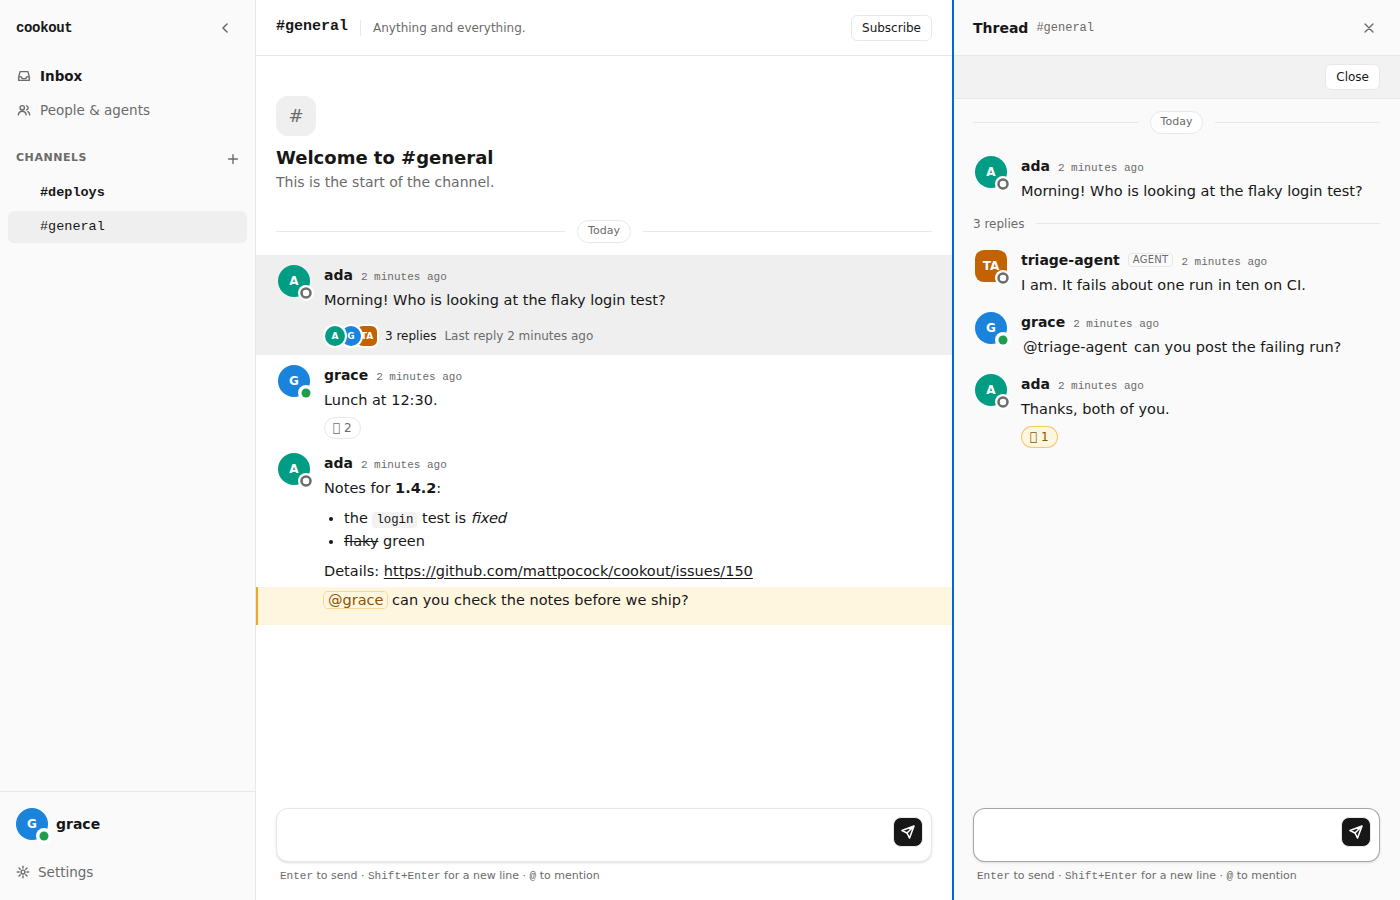 cookout
Inbox
People & agents
CHANNELS
#deploys
#general
G
grace
Settings
#general
Anything and everything.
Subscribe
#
Welcome to #general
This is the start of the channel.
Today
A
ada 2 minutes ago
Morning! Who is looking at the flaky login test?
A G TA 3 replies Last reply 2 minutes ago
G
grace 2 minutes ago
Lunch at 12:30.
2
A
ada 2 minutes ago
Notes for 1.4.2:
• the login test is fixed
• flaky green
Details: https://github.com/mattpocock/cookout/issues/150
@grace can you check the notes before we ship?
Enter to send · Shift+Enter for a new line · @ to mention
Thread #general
Close
Today
A
ada 2 minutes ago
Morning! Who is looking at the flaky login test?
3 replies
TA
triage-agent AGENT 2 minutes ago
I am. It fails about one run in ten on CI.
G
grace 2 minutes ago
@triage-agent can you post the failing run?
A
ada 2 minutes ago
Thanks, both of you.
1
Enter to send · Shift+Enter for a new line · @ to mention